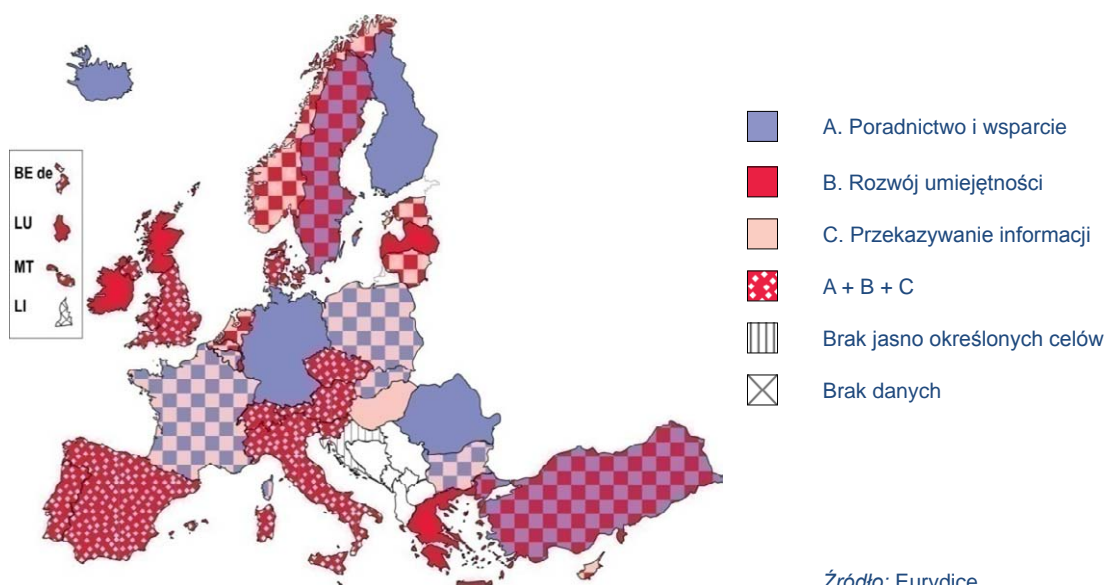 BE de
LU
MT
LI
A. Poradnictwo i wsparcie
B. Rozwój umiejętności
C. Przekazywanie informacji
A + B + C
Brak jasno określonych celów
Brak danych
Źródło: Eurydice